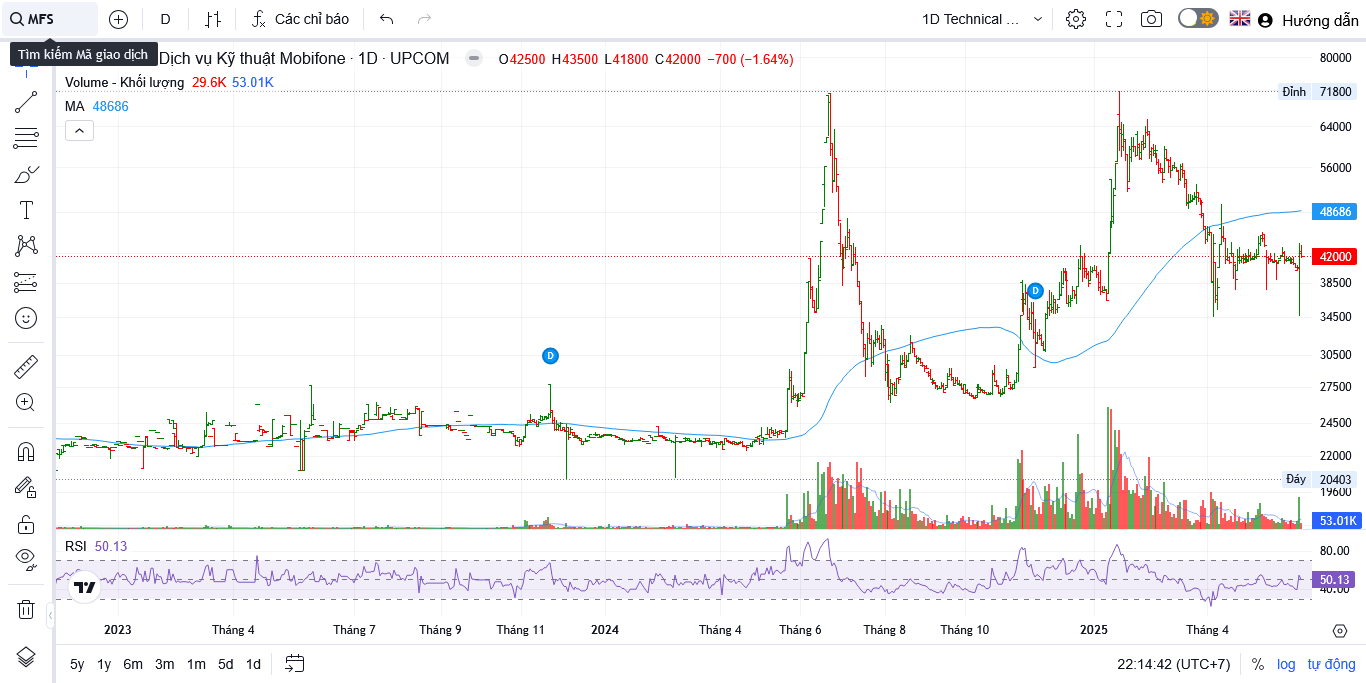 MFS
D
Các chỉ báo
1D Technical ...
Hướng dẫn
Tìm kiếm Mã giao dịch
Dịch vụ Kỹ thuật Mobifone · 1D · UPCOM
O42500 H43500 L41800 C42000 −700 (−1.64%)
Volume - Khối lượng 29.6K 53.01K
MA 48686
80000
Đỉnh 71800
64000
56000
48686
42000
38500
34500
D
D
30500
27500
24500
22000
Đáy 20403
19600
53.01K
RSI 50.13
80.00
50.13
40.00
2023 Tháng 4 Tháng 7 Tháng 9 Tháng 11 2024 Tháng 4 Tháng 6 Tháng 8 Tháng 10 2025 Tháng 4
5y 1y 6m 3m 1m 5d 1d
22:14:42 (UTC+7) % log tự động